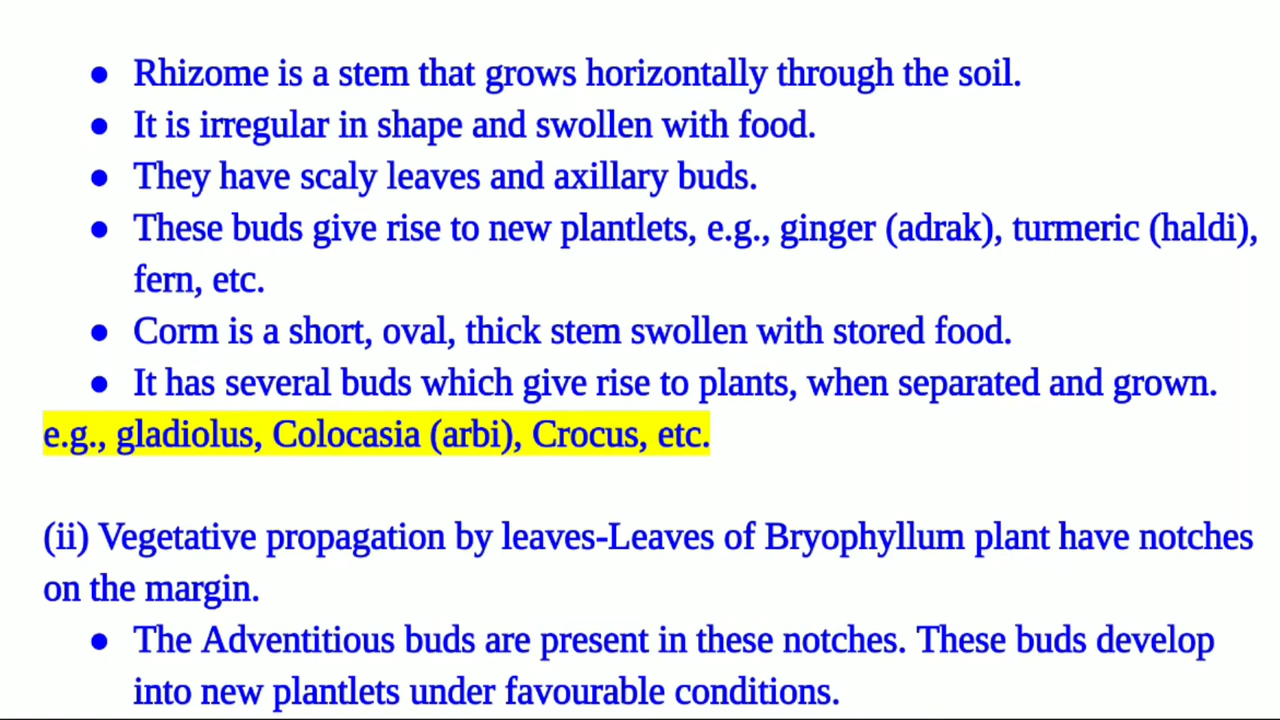 ● Rhizome is a stem that grows horizontally through the soil.
● It is irregular in shape and swollen with food.
● They have scaly leaves and axillary buds.
● These buds give rise to new plantlets, e.g., ginger (adrak), turmeric (haldi),
fern, etc.
● Corm is a short, oval, thick stem swollen with stored food.
● It has several buds which give rise to plants, when separated and grown.
e.g., gladiolus, Colocasia (arbi), Crocus, etc.
(ii) Vegetative propagation by leaves-Leaves of Bryophyllum plant have notches
on the margin.
● The Adventitious buds are present in these notches. These buds develop
into new plantlets under favourable conditions.